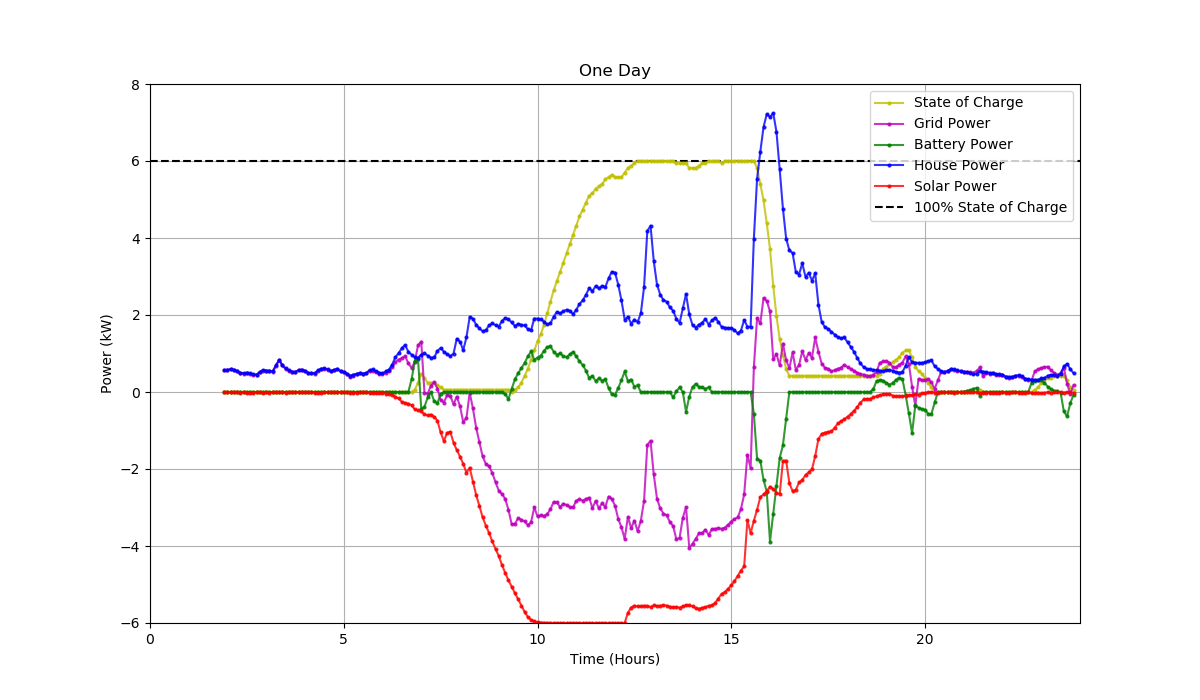 One Day
8
6
4
2
0
−2
−4
−6
Power (kW)
State of Charge
Grid Power
Battery Power
House Power
Solar Power
100% State of Charge
0 5 10 15 20
Time (Hours)